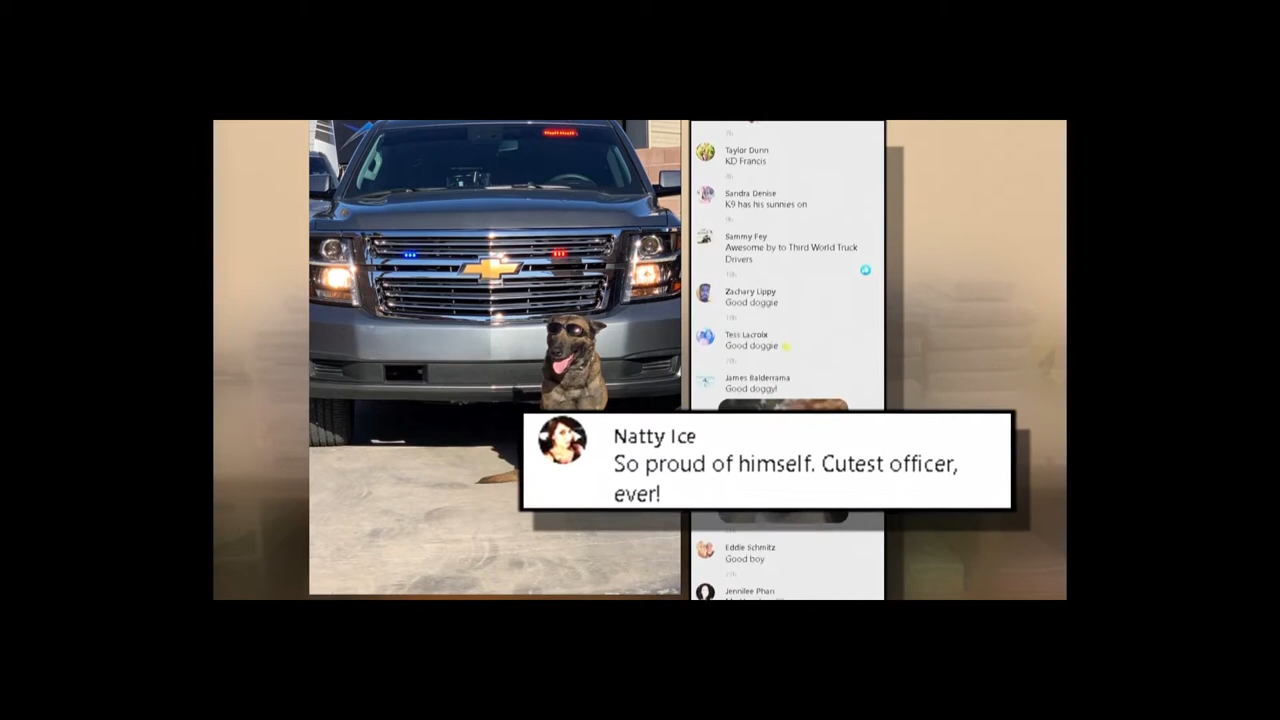 Taylor Dunn
KD Francis
Sandra Denise
K9 has his sunnies on
Sammy Fey
Awesome by to Third World Truck
Drivers
Zachary Lippy
Good doggie
Tess Lacroix
Good doggie
James Balderrama
Good doggy!
Natty Ice
So proud of himself. Cutest officer,
ever!
Eddie Schmitz
Good boy
Jennilee Phan